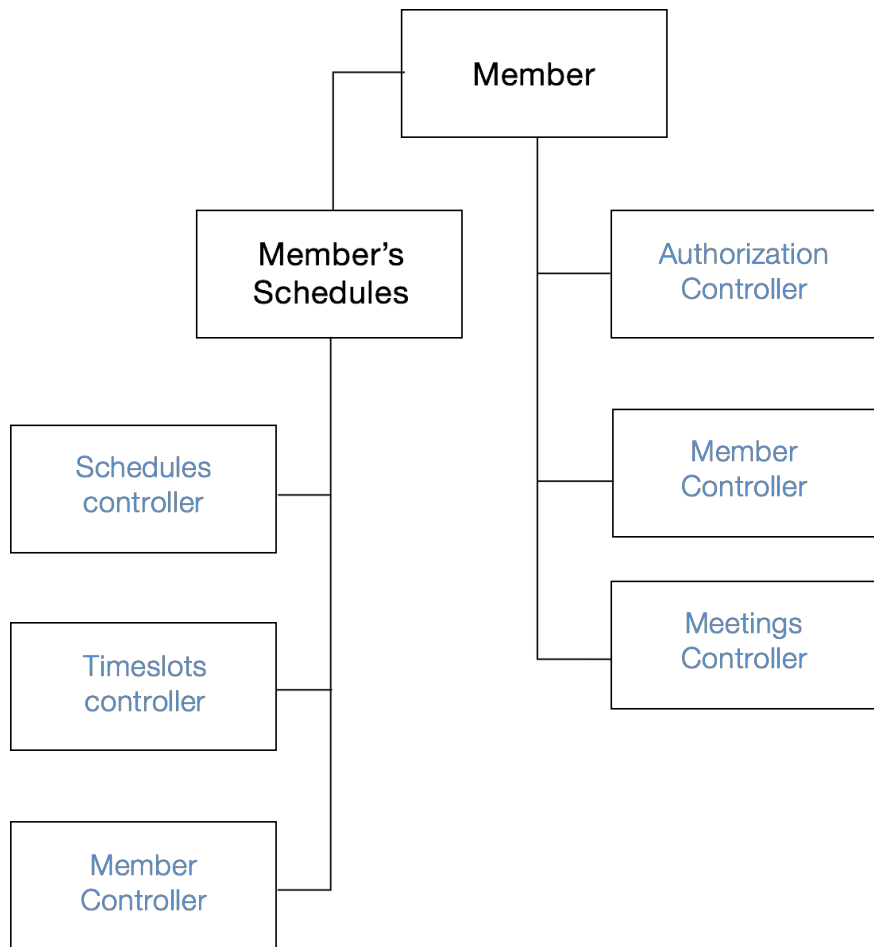 Member
Member’s
Schedules
Authorization
Controller
Schedules
controller
Member
Controller
Timeslots
controller
Meetings
Controller
Member
Controller